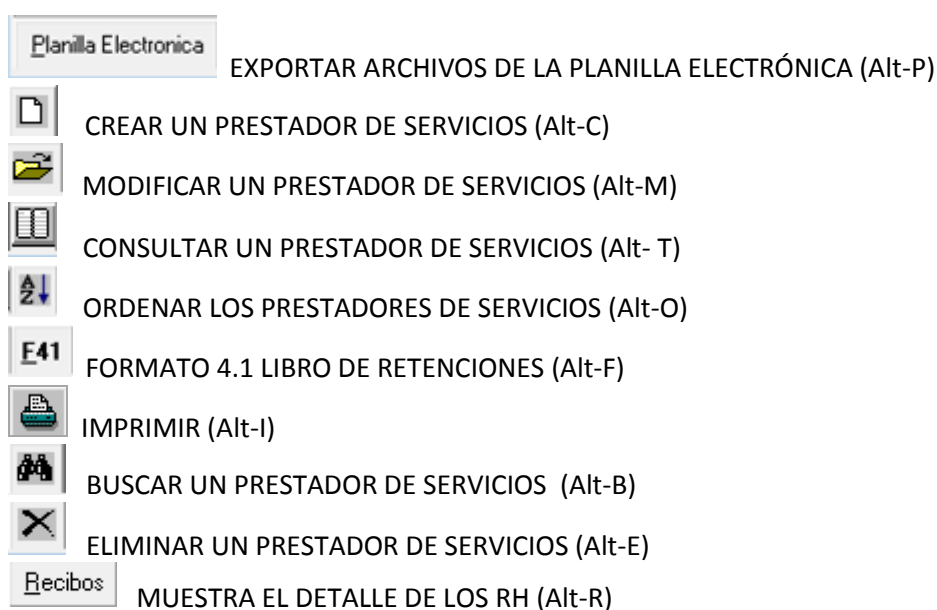 Planilla Electronica EXPORTAR ARCHIVOS DE LA PLANILLA ELECTRÓNICA (Alt-P)
CREAR UN PRESTADOR DE SERVICIOS (Alt-C)
MODIFICAR UN PRESTADOR DE SERVICIOS (Alt-M)
CONSULTAR UN PRESTADOR DE SERVICIOS (Alt- T)
AZ ORDENAR LOS PRESTADORES DE SERVICIOS (Alt-O)
F41 FORMATO 4.1 LIBRO DE RETENCIONES (Alt-F)
IMPRIMIR (Alt-I)
BUSCAR UN PRESTADOR DE SERVICIOS (Alt-B)
ELIMINAR UN PRESTADOR DE SERVICIOS (Alt-E)
Recibos MUESTRA EL DETALLE DE LOS RH (Alt-R)